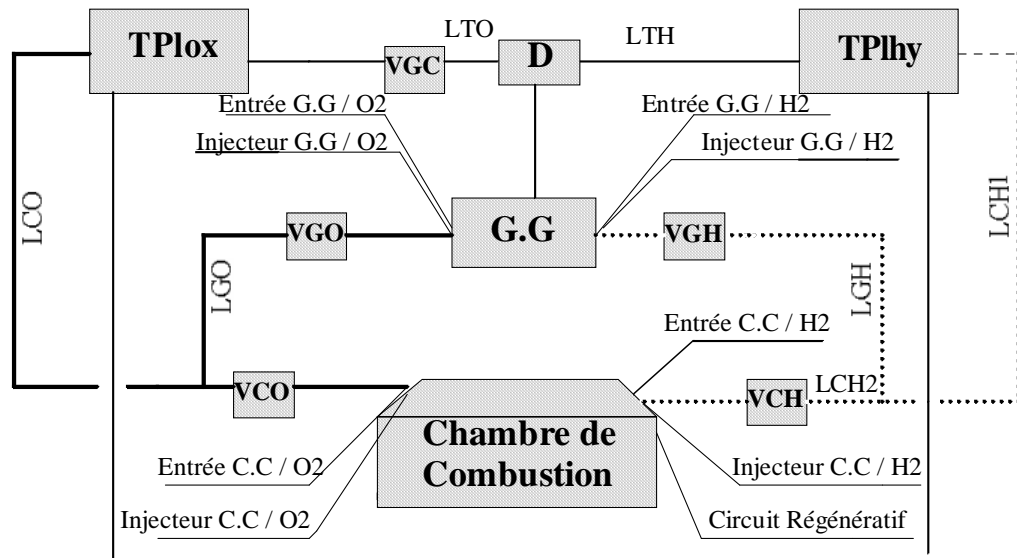 TPlox
LTO
LTH
TPlhy
VGC
D
Entrée G.G / O2
Entrée G.G / H2
Injecteur G.G / O2
Injecteur G.G / H2
LCO
LCH1
VGO
G.G
VGH
LGO
LGH
Entrée C.C / H2
VCO
LCH2
VCH
Chambre de
Combustion
Entrée C.C / O2
Injecteur C.C / H2
Injecteur C.C / O2
Circuit Régénératif